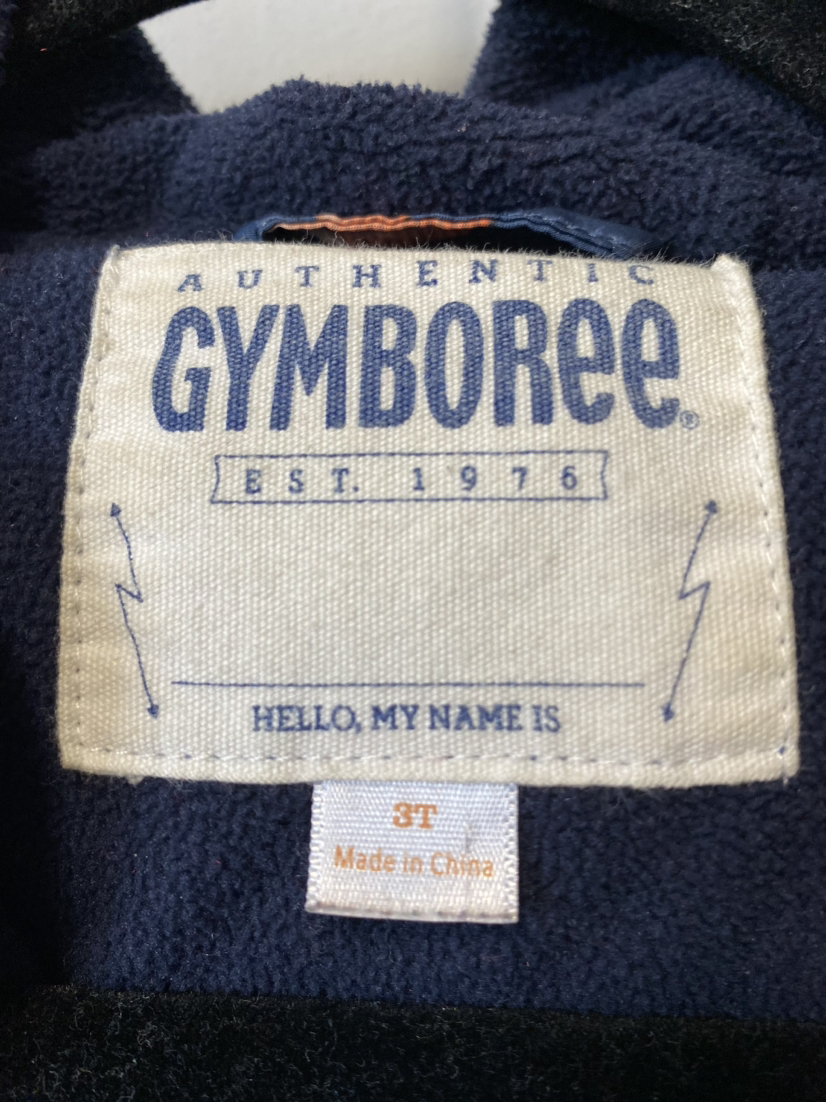 AUTHENTIC
GYMBOREE®
EST. 1976
HELLO, MY NAME IS
3T
Made in China